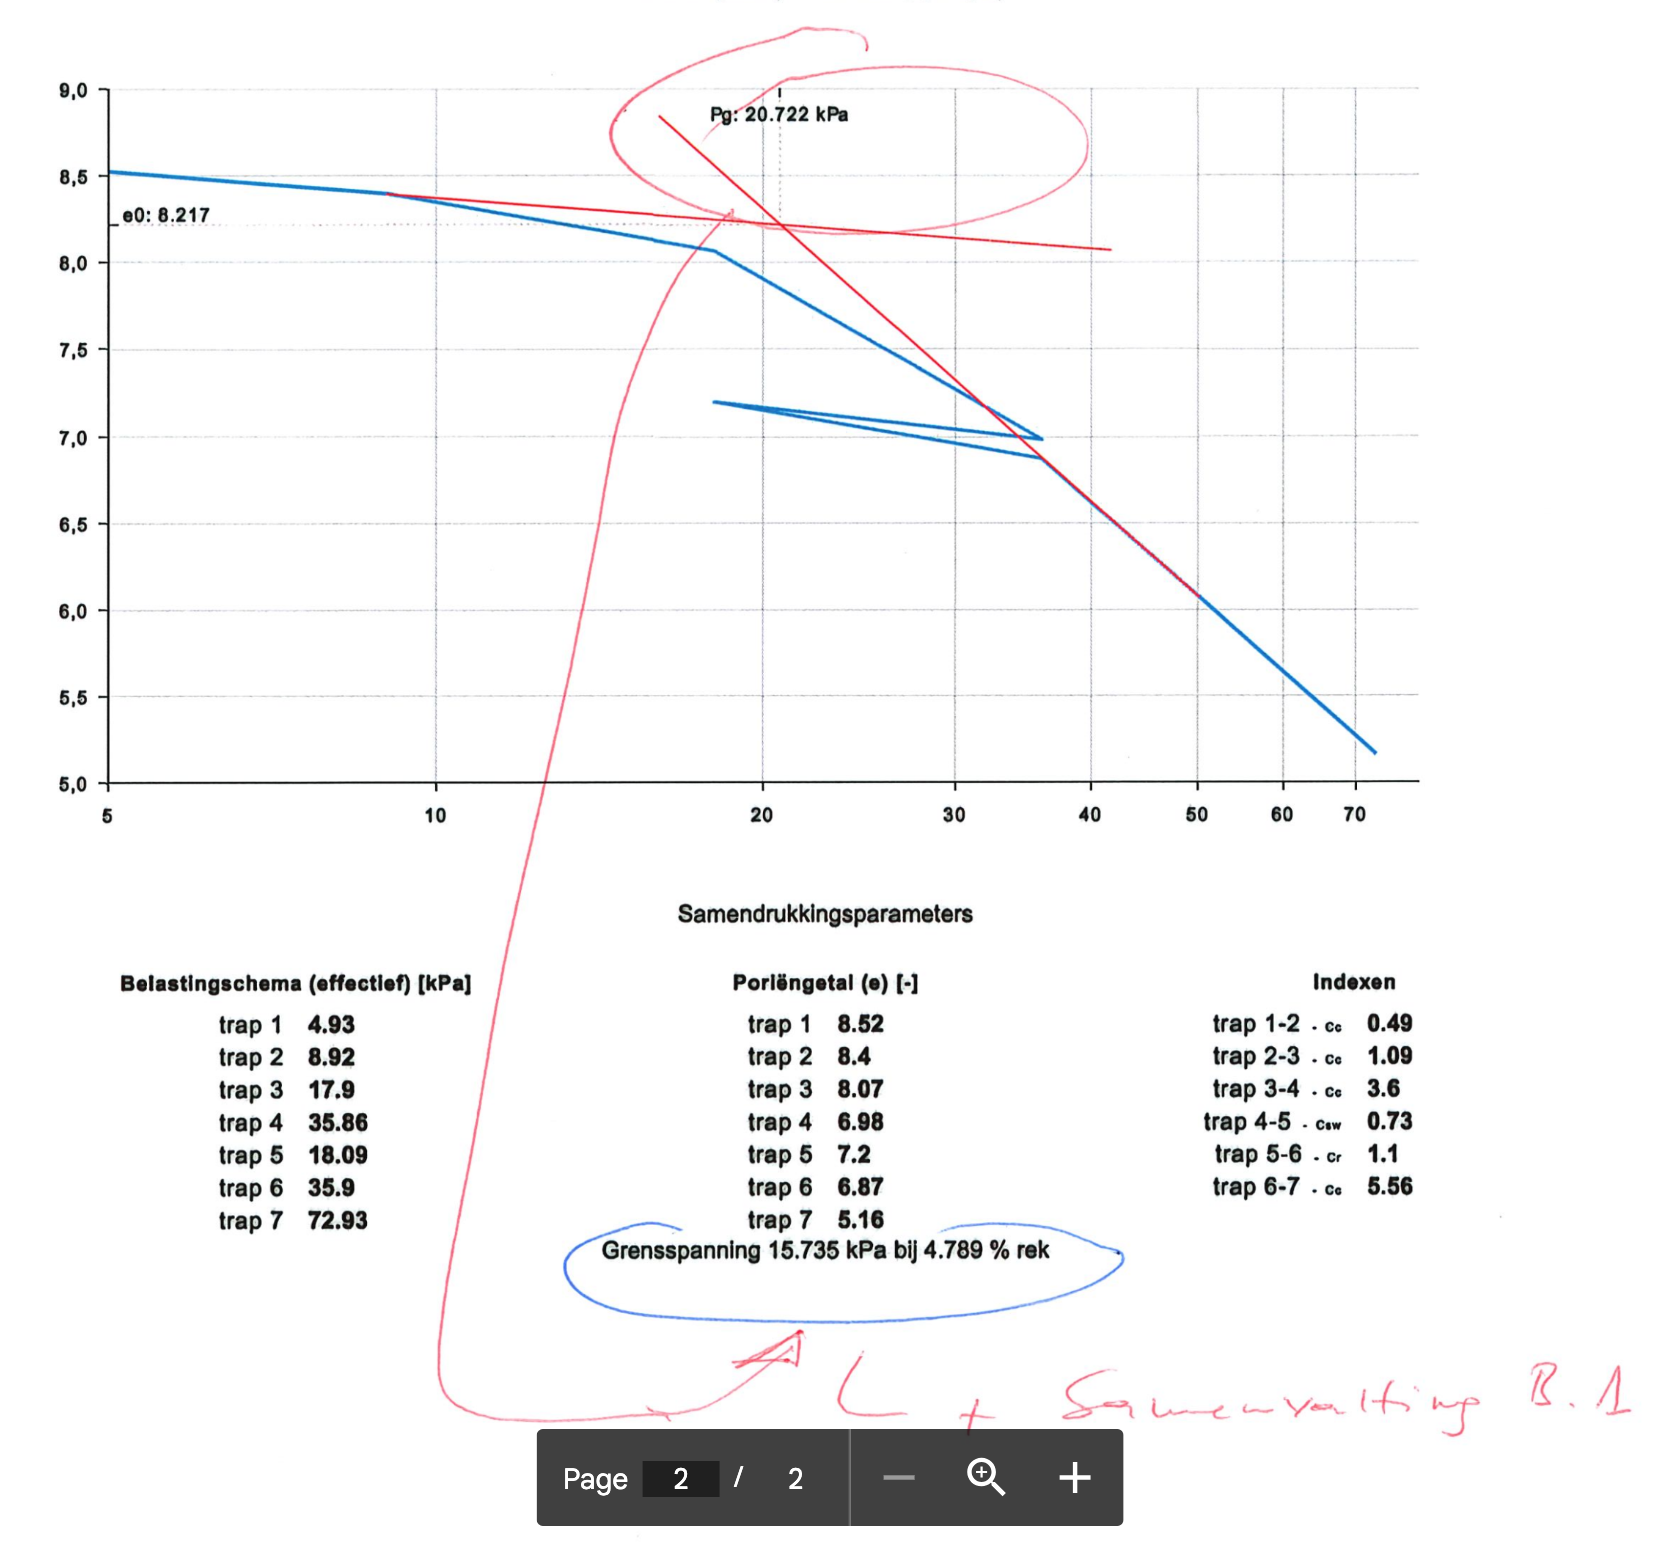 Pg: 20.722 kPa
9,0
8,5
e0: 8.217
8,0
7,5
7,0
6,5
6,0
5,5
5,0
5 10 20 30 40 50 60 70
Samendrukkingsparameters
Belastingschema (effectief) [kPa] Poriëngetal (e) [-] Indexen
trap 1 4.93 trap 1 8.52 trap 1-2 . Cc 0.49
trap 2 8.92 trap 2 8.4 trap 2-3 . Cc 1.09
trap 3 17.9 trap 3 8.07 trap 3-4 . Cc 3.6
trap 4 35.86 trap 4 6.98 trap 4-5 . Csw 0.73
trap 5 18.09 trap 5 7.2 trap 5-6 . Cr 1.1
trap 6 35.9 trap 6 6.87 trap 6-7 . Cc 5.56
trap 7 72.93 trap 7 5.16
Grensspanning 15.735 kPa bij 4.789 % rek
+ Samenvatting B.1
Page 2 / 2